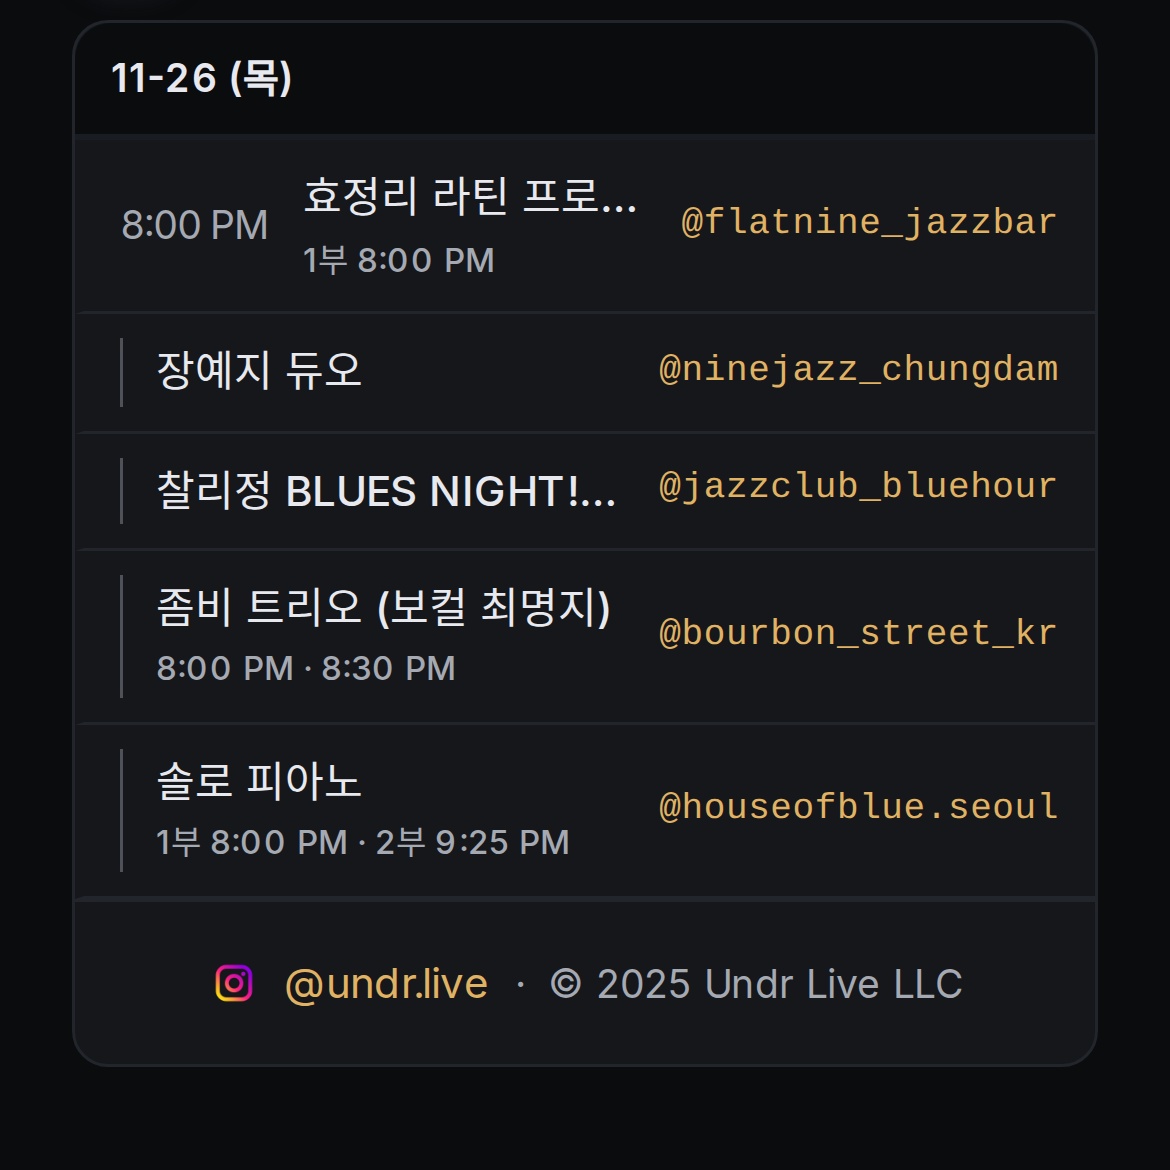 11-26 (목)
8:00 PM
효정리 라틴 프로...
@flatnine_jazzbar
1부 8:00 PM
장예지 듀오
@ninejazz_chungdam
찰리정 BLUES NIGHT!...
@jazzclub_bluehour
좀비 트리오 (보컬 최명지)
@bourbon_street_kr
8:00 PM · 8:30 PM
솔로 피아노
@houseofblue.seoul
1부 8:00 PM · 2부 9:25 PM
@undr.live · © 2025 Undr Live LLC